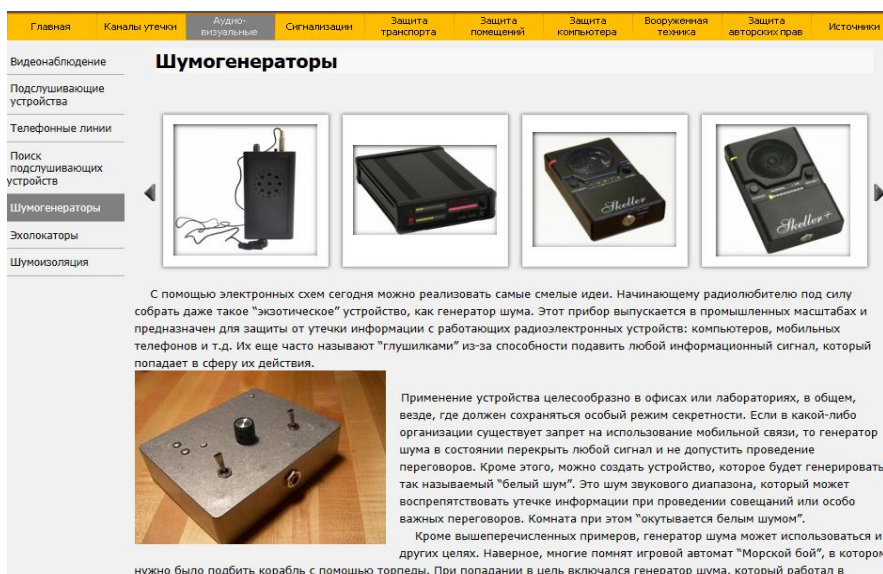 Главная
Каналы утечки
Аудио-
визуальные
Сигнализации
Защита
транспорта
Защита
помещений
Защита
компьютера
Вооруженная
техника
Защита
авторских прав
Источники
Видеонаблюдение
Подслушивающие
устройства
Телефонные линии
Поиск
подслушивающих
устройств
Шумогенераторы
Эхолокаторы
Шумоизоляция
Шумогенераторы
Skeller
Skeller+
С помощью электронных схем сегодня можно реализовать самые смелые идеи. Начинающему радиолюбителю под силу
собрать даже такое "экзотическое" устройство, как генератор шума. Этот прибор выпускается в промышленных масштабах и
предназначен для защиты от утечки информации с работающих радиоэлектронных устройств: компьютеров, мобильных
телефонов и т.д. Их еще часто называют "глушилками" из-за способности подавить любой информационный сигнал, который
попадает в сферу их действия.
Применение устройства целесообразно в офисах или лабораториях, в общем,
везде, где должен сохраняться особый режим секретности. Если в какой-либо
организации существует запрет на использование мобильной связи, то генератор
шума в состоянии перекрыть любой сигнал и не допустить проведение
переговоров. Кроме этого, можно создать устройство, которое будет генерировать
так называемый "белый шум". Это шум звукового диапазона, который может
воспрепятствовать утечке информации при проведении совещаний или особо
важных переговоров. Комната при этом "окутывается белым шумом".
Кроме вышеперечисленных примеров, генератор шума может использоваться и
других целях. Наверное, многие помнят игровой автомат "Морской бой", в котором
нужно было подбить корабль с помощью торпеды. При попадании в цель включался генератор шума, который работал в